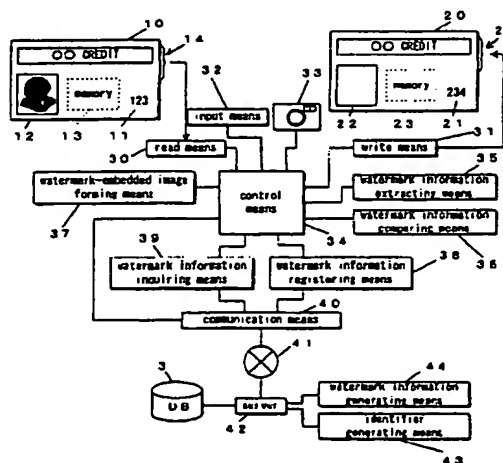 10
14
20
2
○○ CREDIT
32
33
○○ CREDIT
memory
123
input means
memory
234
12
13
11
30
22
23
21
read means
write means
31
35
watermark-embedded image
forming means
control
means
watermark information
extracting means
37
34
watermark information
comparing means
36
39
watermark information
inquiring means
watermark information
registering means
38
40
communication means
41
3
44
DB
watermark information
generating means
42
identifier
generating means
43